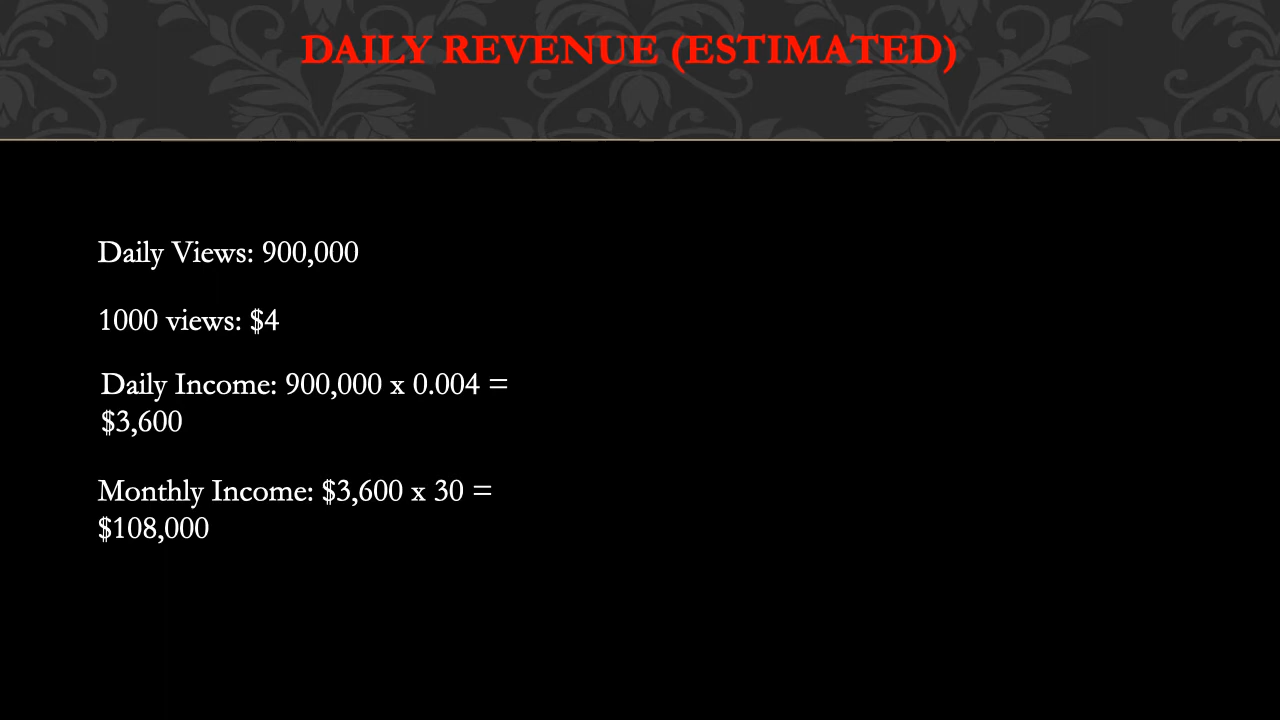 DAILY REVENUE (ESTIMATED)
Daily Views: 900,000
1000 views: $4
Daily Income: 900,000 x 0.004 =
$3,600
Monthly Income: $3,600 x 30 =
$108,000